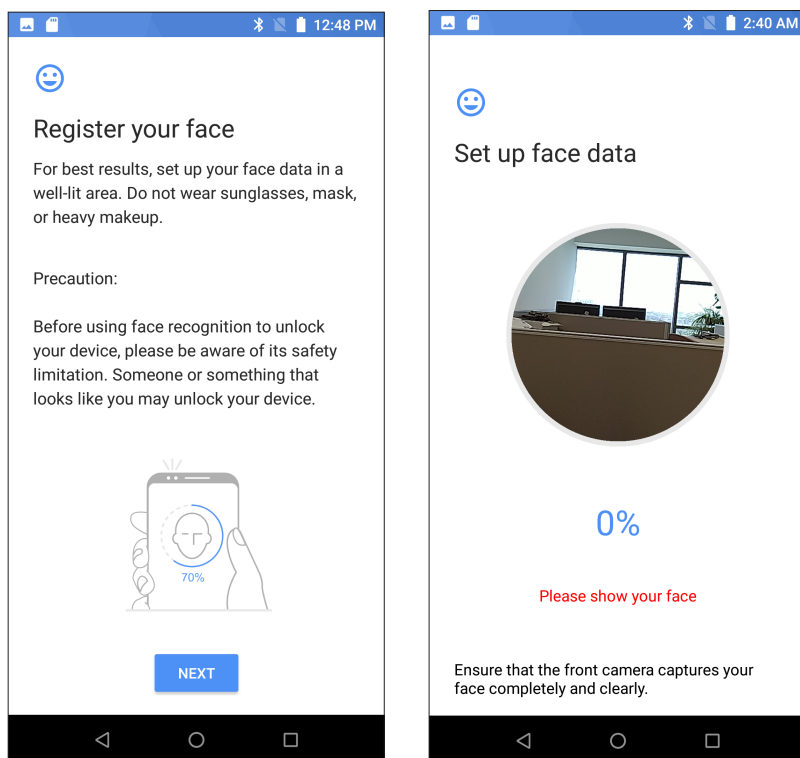 12:48 PM
Register your face
For best results, set up your face data in a
well-lit area. Do not wear sunglasses, mask,
or heavy makeup.
Precaution:
Before using face recognition to unlock
your device, please be aware of its safety
limitation. Someone or something that
looks like you may unlock your device.
70%
NEXT
2:40 AM
Set up face data
0%
Please show your face
Ensure that the front camera captures your
face completely and clearly.